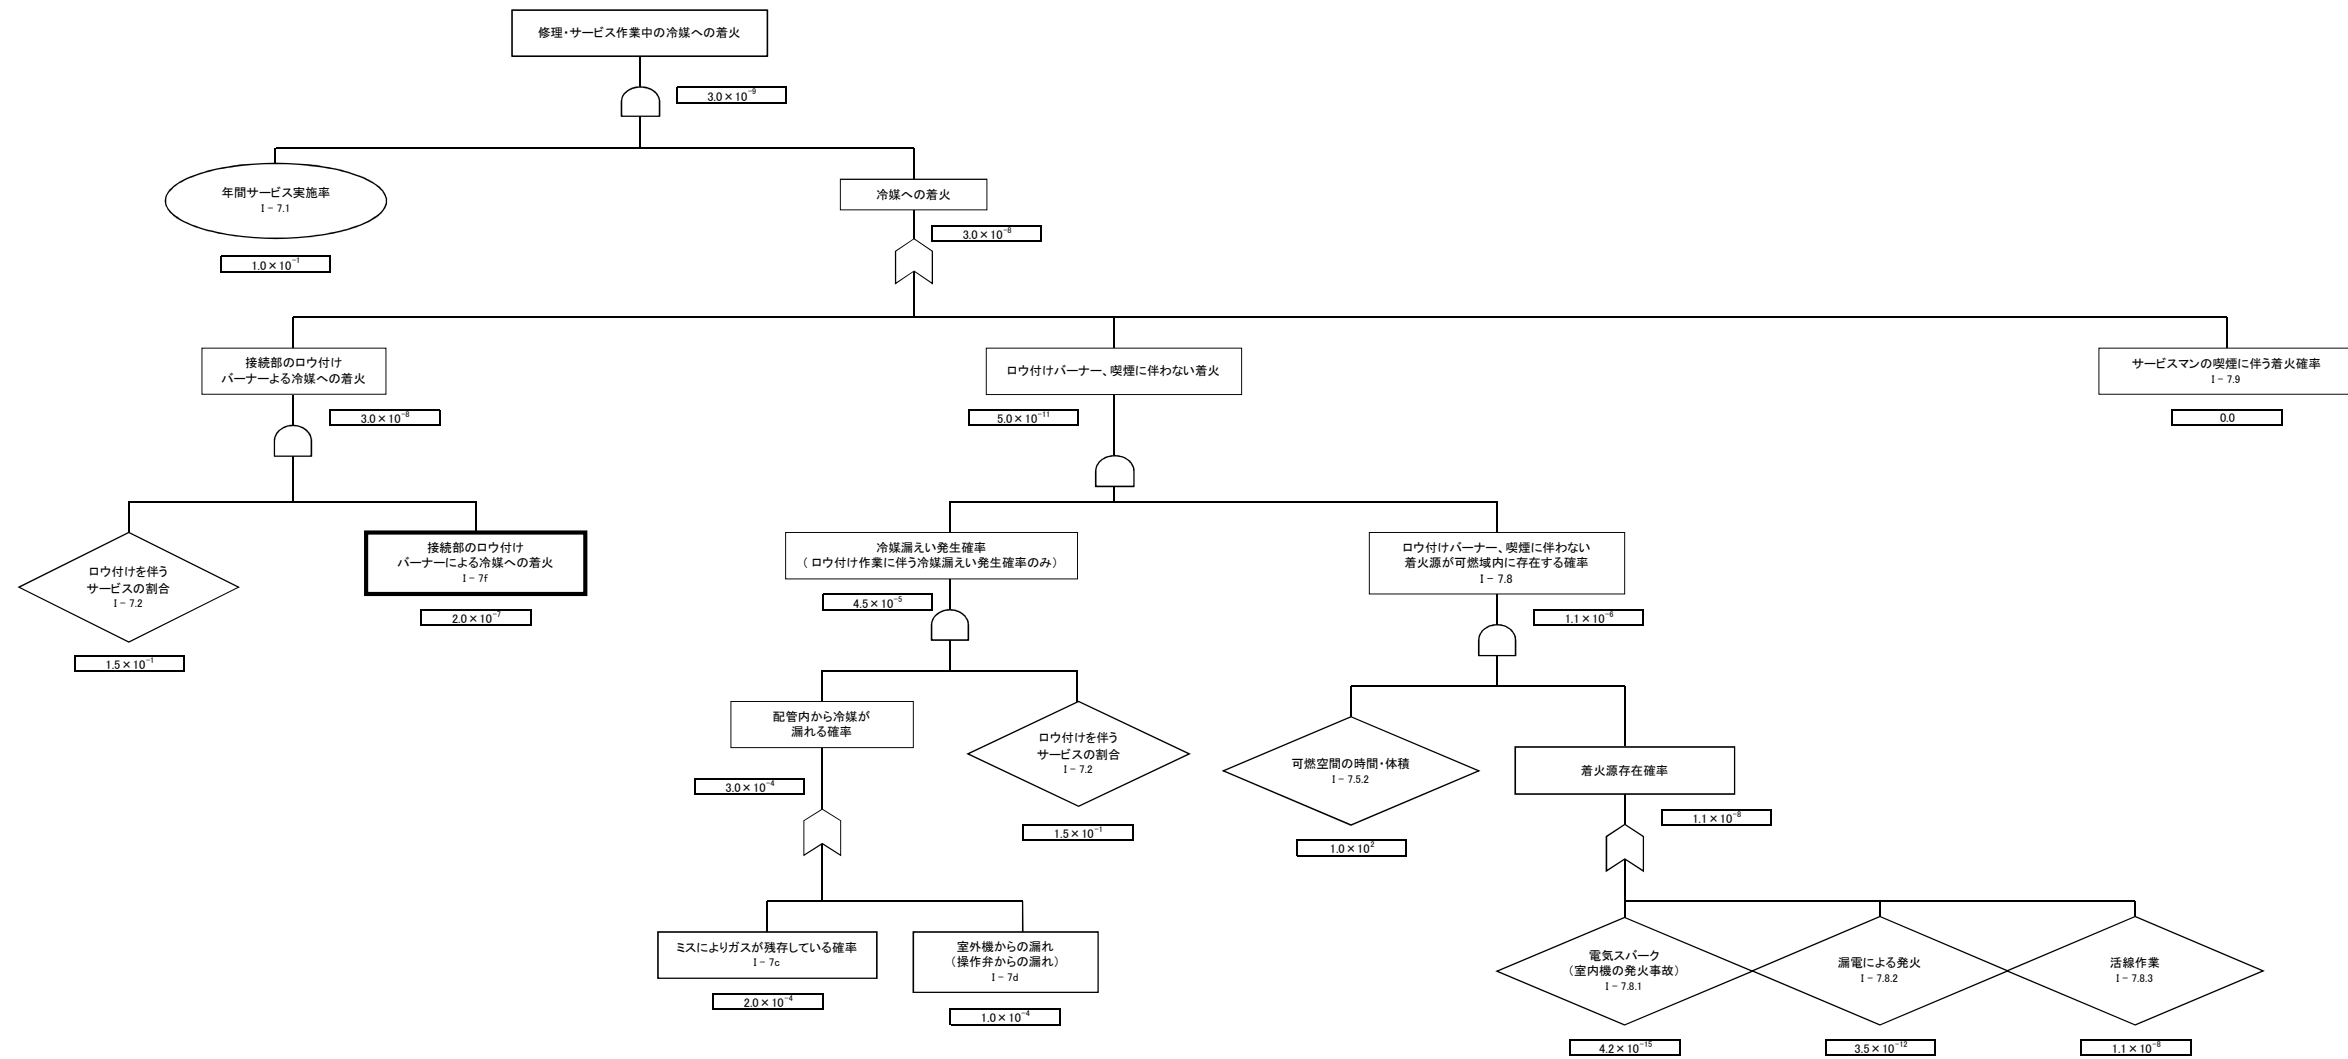 修理・サービス作業中の冷媒への着火
3.0×10⁻⁹
年間サービス実施率
I － 7.1
1.0×10⁻¹
冷媒への着火
3.0×10⁻⁸
接続部のロウ付け
バーナーよる冷媒への着火
3.0×10⁻⁸
ロウ付けバーナー、喫煙に伴わない着火
5.0×10⁻¹¹
サービスマンの喫煙に伴う着火確率
I － 7.9
0.0
ロウ付けを伴う
サービスの割合
I － 7.2
1.5×10⁻¹
接続部のロウ付け
バーナーによる冷媒への着火
I － 7f
2.0×10⁻⁷
冷媒漏えい発生確率
（ロウ付け作業に伴う冷媒漏えい発生確率のみ）
4.5×10⁻⁵
ロウ付けバーナー、喫煙に伴わない
着火源が可燃域内に存在する確率
I － 7.8
1.1×10⁻⁶
配管内から冷媒が
漏れる確率
3.0×10⁻⁴
ロウ付けを伴う
サービスの割合
I － 7.2
1.5×10⁻¹
可燃空間の時間・体積
I － 7.5.2
1.0×10²
着火源存在確率
1.1×10⁻⁸
ミスによりガスが残存している確率
I － 7c
2.0×10⁻⁴
室外機からの漏れ
（操作弁からの漏れ）
I － 7d
1.0×10⁻⁴
電気スパーク
（室内機の発火事故）
I － 7.8.1
4.2×10⁻¹⁵
漏電による発火
I － 7.8.2
3.5×10⁻¹²
活線作業
I － 7.8.3
1.1×10⁻⁸